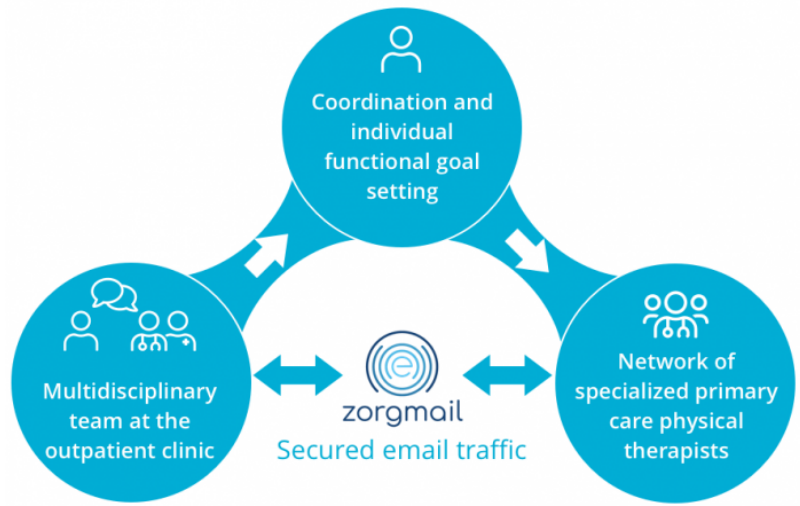 Coordination and
individual
functional goal
setting
Multidisciplinary
team at the
outpatient clinic
e
zorgmail
Secured email traffic
Network of
specialized primary
care physical
therapists